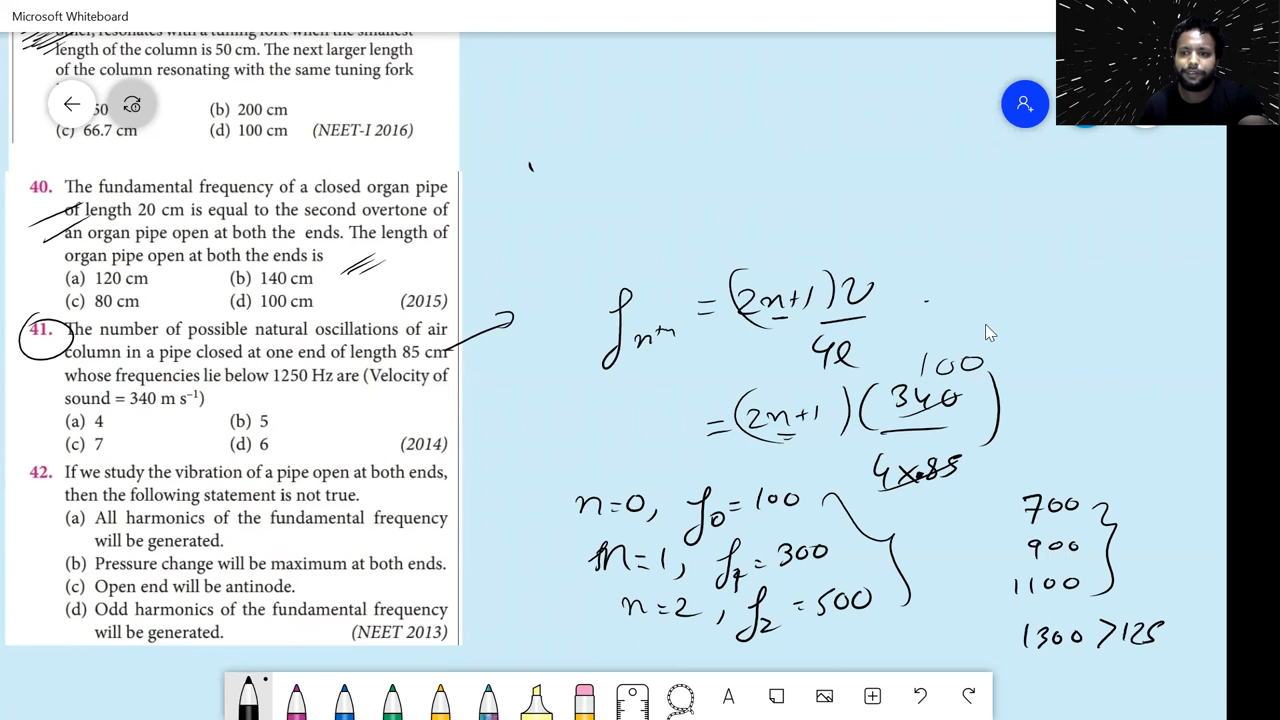 Microsoft Whiteboard
length of the column is 50 cm. The next larger length
of the column resonating with the same tuning fork
50 (b) 200 cm
(c) 66.7 cm (d) 100 cm (NEET-I 2016)
40. The fundamental frequency of a closed organ pipe
of length 20 cm is equal to the second overtone of
an organ pipe open at both the ends. The length of
organ pipe open at both the ends is
(a) 120 cm (b) 140 cm
(c) 80 cm (d) 100 cm (2015)
41. The number of possible natural oscillations of air
column in a pipe closed at one end of length 85 cm
whose frequencies lie below 1250 Hz are (Velocity of
sound = 340 m s⁻¹)
(a) 4 (b) 5
(c) 7 (d) 6 (2014)
42. If we study the vibration of a pipe open at both ends,
then the following statement is not true.
(a) All harmonics of the fundamental frequency
will be generated.
(b) Pressure change will be maximum at both ends.
(c) Open end will be antinode.
(d) Odd harmonics of the fundamental frequency
will be generated. (NEET 2013)
f nth = (2n+1) v
4l
100
= (2n+1) (340)
4×.85
n=0, f0 = 100
n=1, f1 = 300
n=2, f2 = 500
700
900
1100
1300 > 125